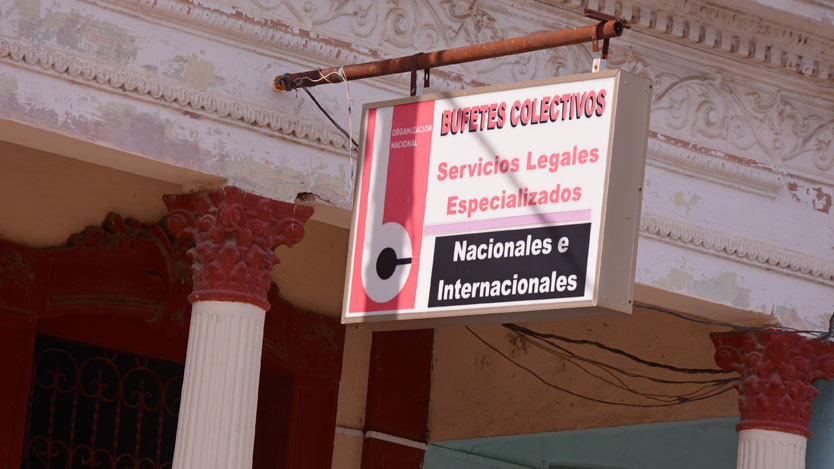 ORGANIZACIÓN
NACIONAL
BUFETES COLECTIVOS
Servicios Legales
Especializados
Nacionales e
Internacionales